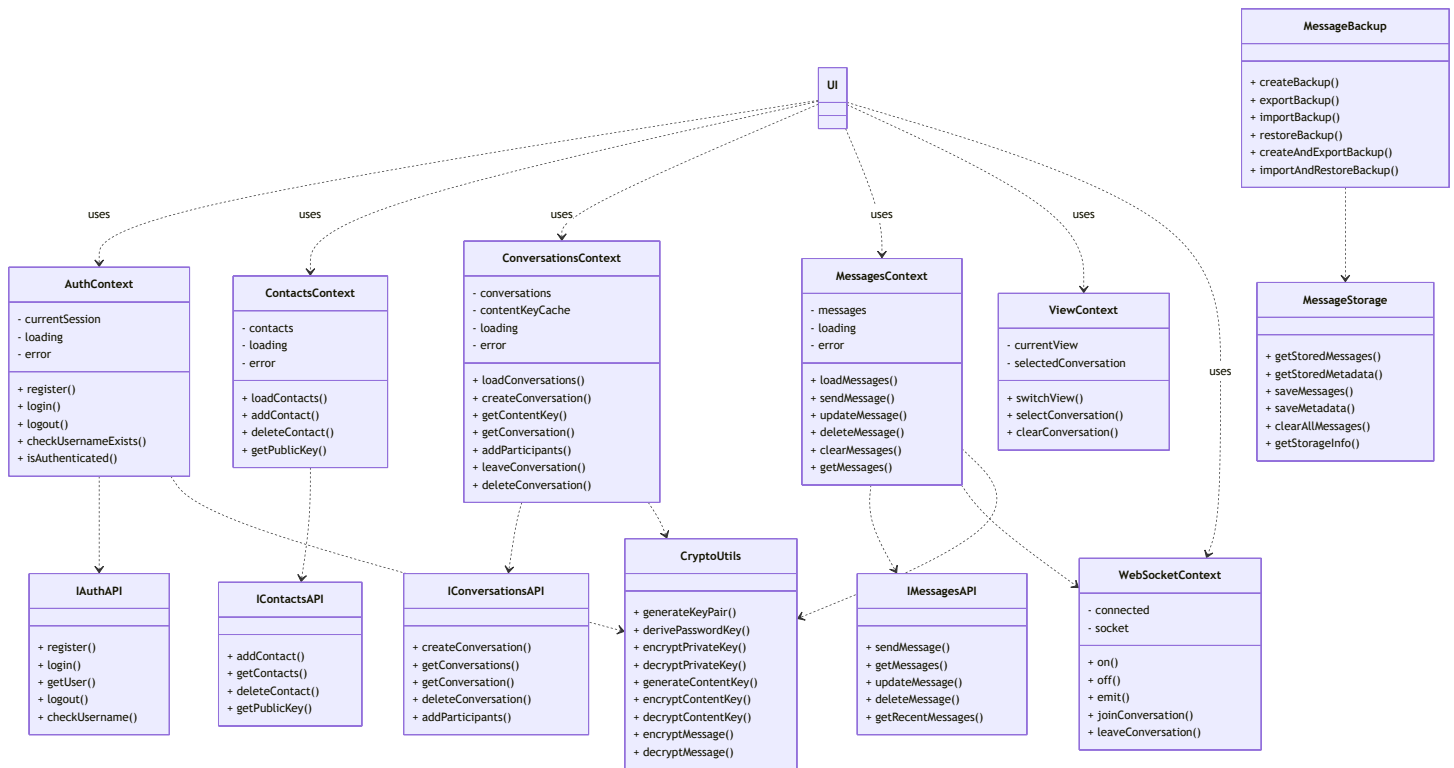 MessageBackup
+ createBackup()
+ exportBackup()
+ importBackup()
+ restoreBackup()
+ createAndExportBackup()
+ importAndRestoreBackup()
UI
uses
uses
uses
uses
uses
uses
AuthContext
- currentSession
- loading
- error
+ register()
+ login()
+ logout()
+ checkUsernameExists()
+ isAuthenticated()
ContactsContext
- contacts
- loading
- error
+ loadContacts()
+ addContact()
+ deleteContact()
+ getPublicKey()
ConversationsContext
- conversations
- contentKeyCache
- loading
- error
+ loadConversations()
+ createConversation()
+ getContentKey()
+ getConversation()
+ addParticipants()
+ leaveConversation()
+ deleteConversation()
MessagesContext
- messages
- loading
- error
+ loadMessages()
+ sendMessage()
+ updateMessage()
+ deleteMessage()
+ clearMessages()
+ getMessages()
ViewContext
- currentView
- selectedConversation
+ switchView()
+ selectConversation()
+ clearConversation()
MessageStorage
+ getStoredMessages()
+ getStoredMetadata()
+ saveMessages()
+ saveMetadata()
+ clearAllMessages()
+ getStorageInfo()
IAuthAPI
+ register()
+ login()
+ getUser()
+ logout()
+ checkUsername()
IContactsAPI
+ addContact()
+ getContacts()
+ deleteContact()
+ getPublicKey()
IConversationsAPI
+ createConversation()
+ getConversations()
+ getConversation()
+ deleteConversation()
+ addParticipants()
CryptoUtils
+ generateKeyPair()
+ derivePasswordKey()
+ encryptPrivateKey()
+ decryptPrivateKey()
+ generateContentKey()
+ encryptContentKey()
+ decryptContentKey()
+ encryptMessage()
+ decryptMessage()
IMessagesAPI
+ sendMessage()
+ getMessages()
+ updateMessage()
+ deleteMessage()
+ getRecentMessages()
WebSocketContext
- connected
- socket
+ on()
+ off()
+ emit()
+ joinConversation()
+ leaveConversation()